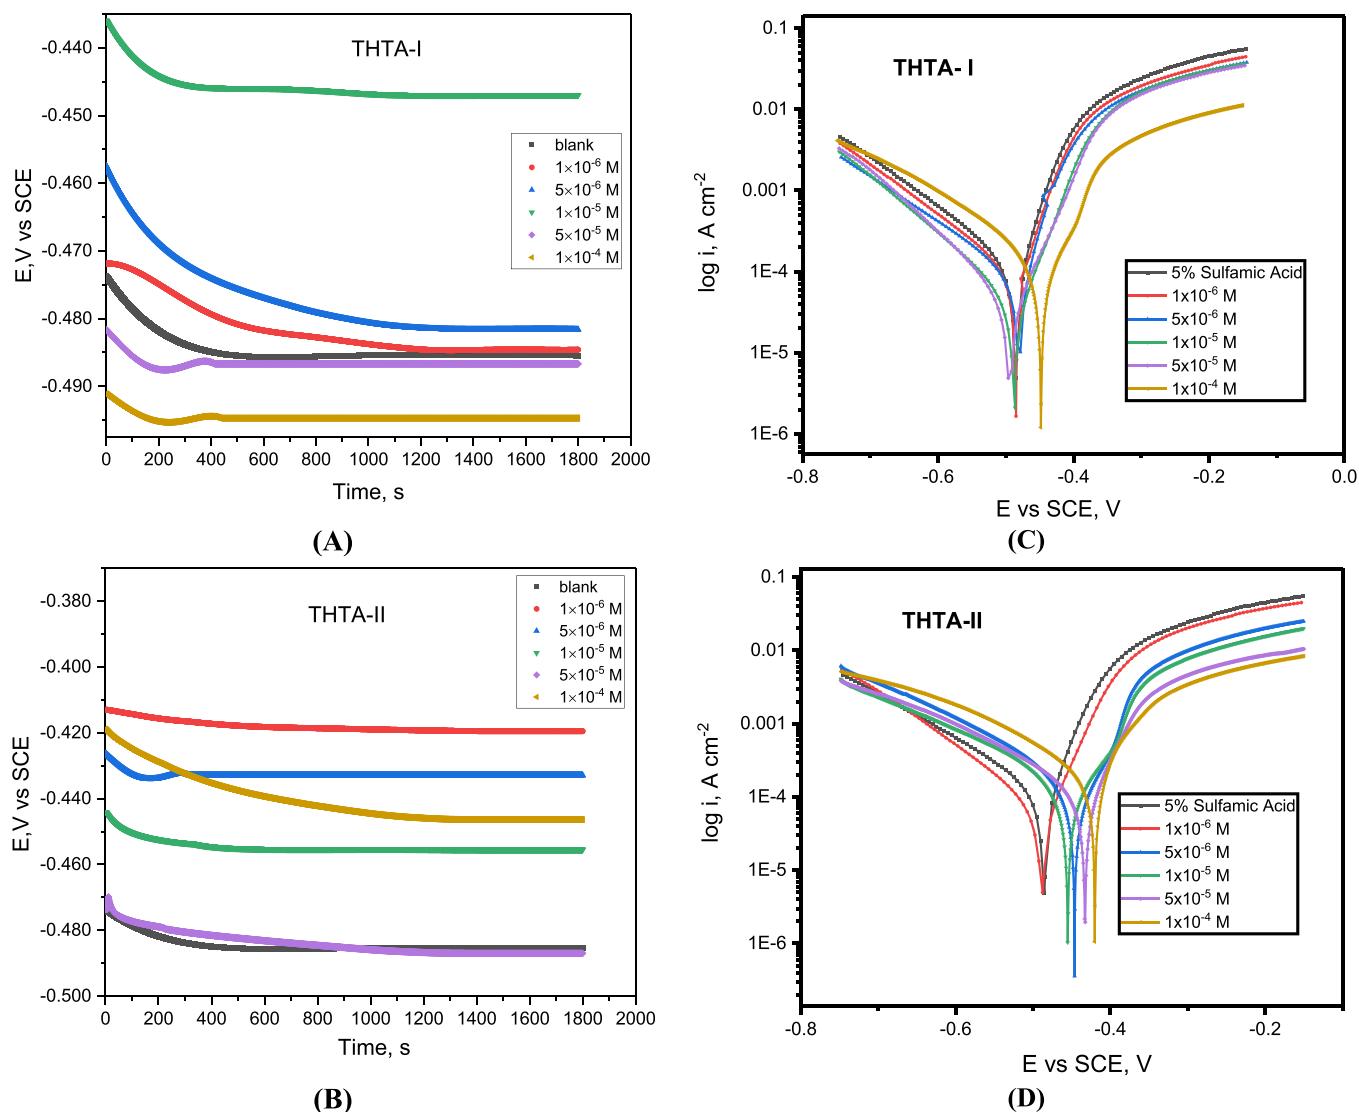 THTA-I
-0.440
-0.450
-0.460
-0.470
-0.480
-0.490
E,V vs SCE
blank
1×10⁻⁶ M
5×10⁻⁶ M
1×10⁻⁵ M
5×10⁻⁵ M
1×10⁻⁴ M
0 200 400 600 800 1000 1200 1400 1600 1800 2000
Time, s
(A)
THTA- I
0.1
0.01
0.001
1E-4
1E-5
1E-6
log i, A cm⁻²
5% Sulfamic Acid
1x10⁻⁶ M
5x10⁻⁶ M
1x10⁻⁵ M
5x10⁻⁵ M
1x10⁻⁴ M
-0.8 -0.6 -0.4 -0.2 0.0
E vs SCE, V
(C)
THTA-II
-0.380
-0.400
-0.420
-0.440
-0.460
-0.480
-0.500
E,V vs SCE
blank
1×10⁻⁶ M
5×10⁻⁶ M
1×10⁻⁵ M
5×10⁻⁵ M
1×10⁻⁴ M
0 200 400 600 800 1000 1200 1400 1600 1800 2000
Time, s
(B)
THTA-II
0.1
0.01
0.001
1E-4
1E-5
1E-6
log i, A cm⁻²
5% Sulfamic Acid
1x10⁻⁶ M
5x10⁻⁶ M
1x10⁻⁵ M
5x10⁻⁵ M
1x10⁻⁴ M
-0.8 -0.6 -0.4 -0.2
E vs SCE, V
(D)